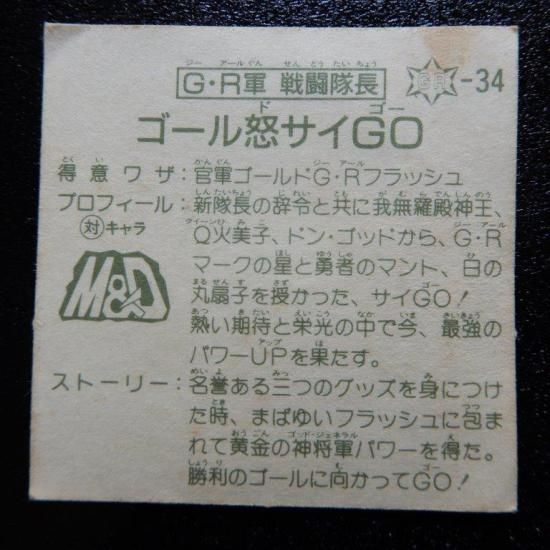 G・R軍 戦闘隊長 GR-34
ゴール怒サイGO
得意ワザ：官軍ゴールドG・Rフラッシュ
プロフィール：新隊長の辞令と共に我無羅殿神王、
対キャラ Q火美子、ドン・ゴッドから、G・R
M&D マークの星と勇者のマント、日の
丸扇子を授かった、サイGO！
熱い期待と栄光の中で今、最強の
パワーUPを果たす。
ストーリー：名誉ある三つのグッズを身につけ
た時、まばゆいフラッシュに包ま
れて黄金の神将軍パワーを得た。
勝利のゴールに向かってGO！